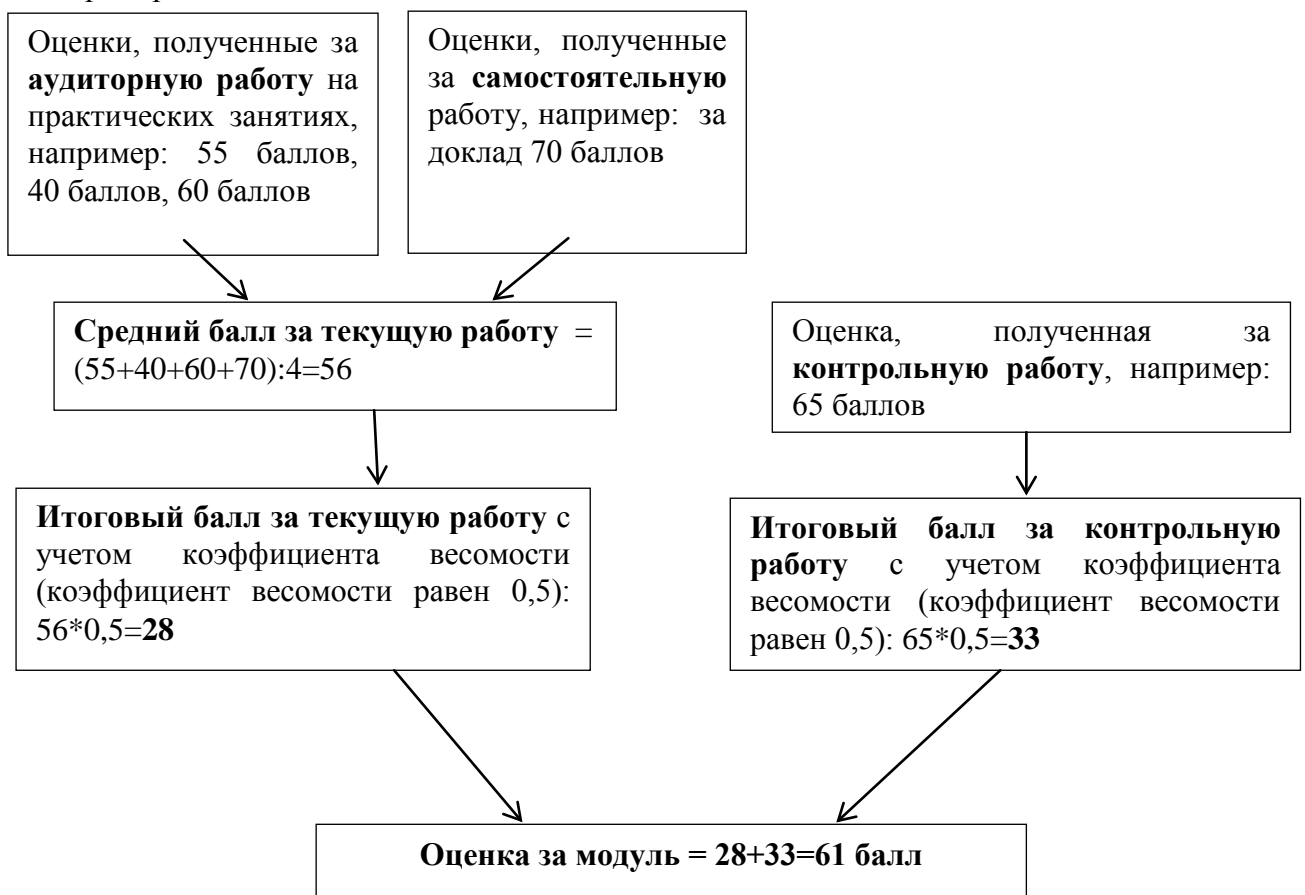 Оценки, полученные за
аудиторную работу на
практических занятиях,
например: 55 баллов,
40 баллов, 60 баллов
Оценки, полученные
за самостоятельную
работу, например: за
доклад 70 баллов
Средний балл за текущую работу =
(55+40+60+70):4=56
Оценка, полученная за
контрольную работу, например:
65 баллов
Итоговый балл за текущую работу с
учетом коэффициента весомости
(коэффициент весомости равен 0,5):
56*0,5=28
Итоговый балл за контрольную
работу с учетом коэффициента
весомости (коэффициент весомости
равен 0,5): 65*0,5=33
Оценка за модуль = 28+33=61 балл